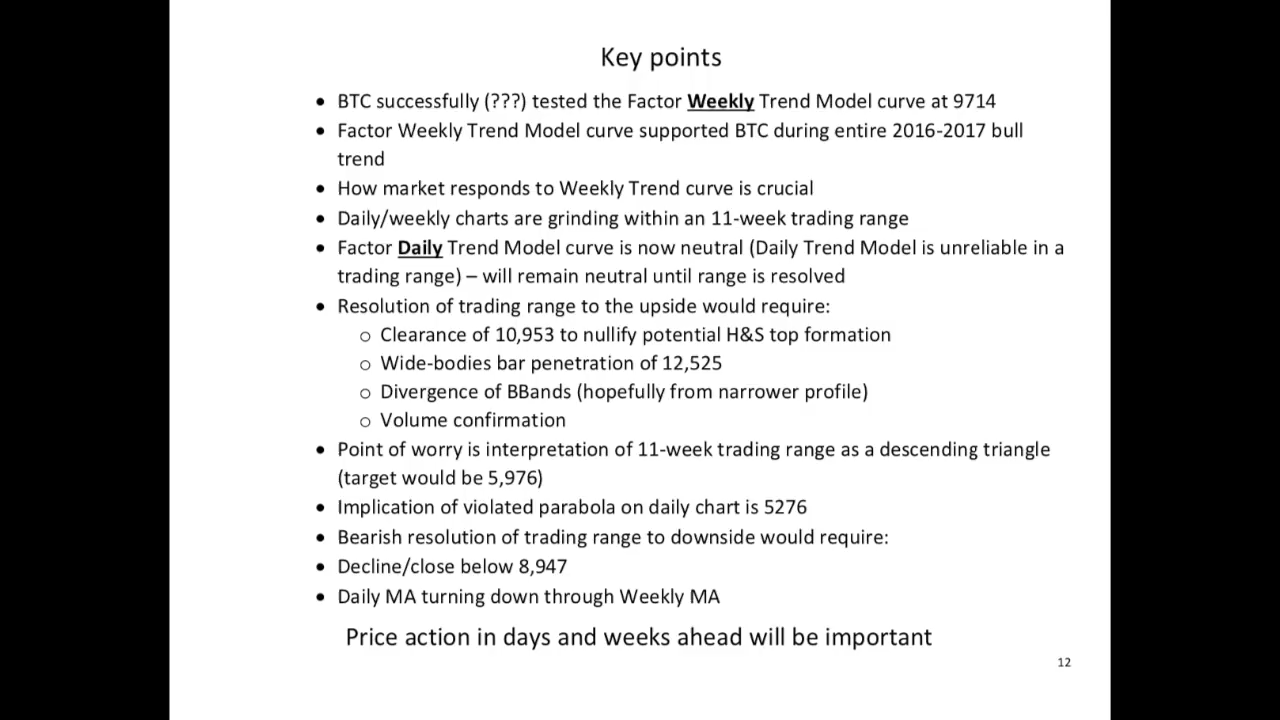 Key points
• BTC successfully (???) tested the Factor Weekly Trend Model curve at 9714
• Factor Weekly Trend Model curve supported BTC during entire 2016-2017 bull
trend
• How market responds to Weekly Trend curve is crucial
• Daily/weekly charts are grinding within an 11-week trading range
• Factor Daily Trend Model curve is now neutral (Daily Trend Model is unreliable in a
trading range) – will remain neutral until range is resolved
• Resolution of trading range to the upside would require:
o Clearance of 10,953 to nullify potential H&S top formation
o Wide-bodies bar penetration of 12,525
o Divergence of BBands (hopefully from narrower profile)
o Volume confirmation
• Point of worry is interpretation of 11-week trading range as a descending triangle
(target would be 5,976)
• Implication of violated parabola on daily chart is 5276
• Bearish resolution of trading range to downside would require:
• Decline/close below 8,947
• Daily MA turning down through Weekly MA
Price action in days and weeks ahead will be important
12